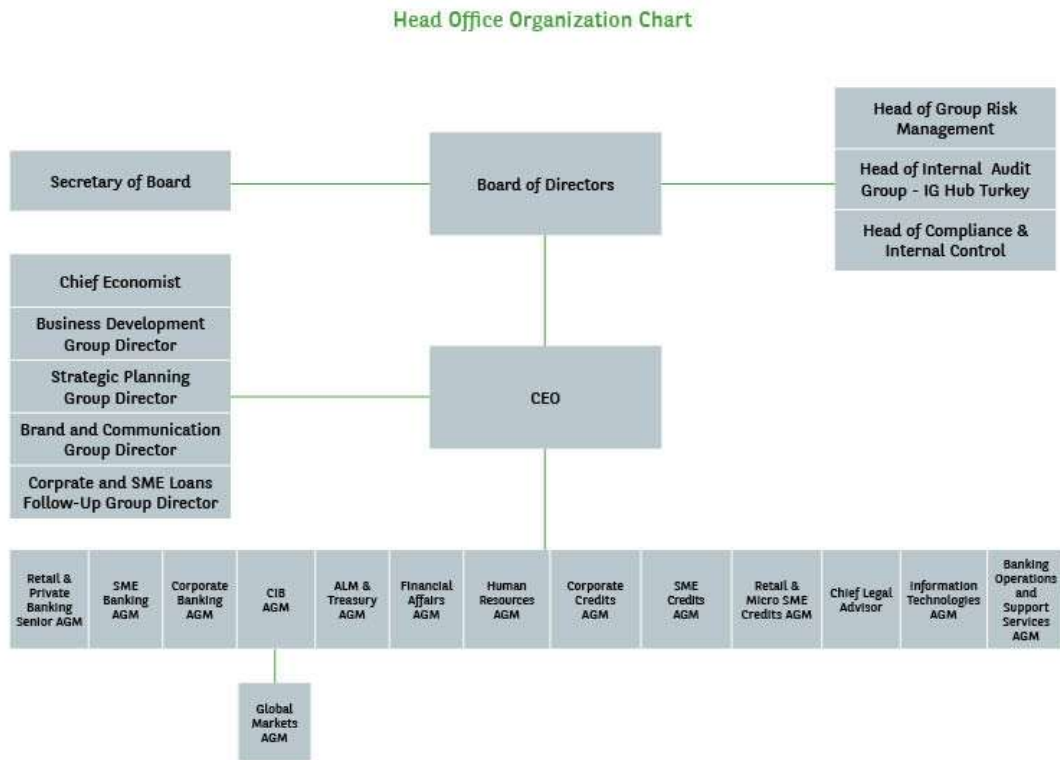 Head Office Organization Chart
Head of Group Risk
Management
Secretary of Board
Board of Directors
Head of Internal Audit
Group - IG Hub Turkey
Head of Compliance &
Internal Control
Chief Economist
Business Development
Group Director
Strategic Planning
Group Director
CEO
Brand and Communication
Group Director
Corprate and SME Loans
Follow-Up Group Director
Retail &
Private
Banking
Senior AGM
SME
Banking
AGM
Corporate
Banking
AGM
CIB
AGM
ALM &
Treasury
AGM
Financial
Affairs
AGM
Human
Resources
AGM
Corporate
Credits
AGM
SME
Credits
AGM
Retail &
Micro SME
Credits AGM
Chief Legal
Advisor
Information
Technologies
AGM
Banking
Operations
and
Support
Services
AGM
Global
Markets
AGM